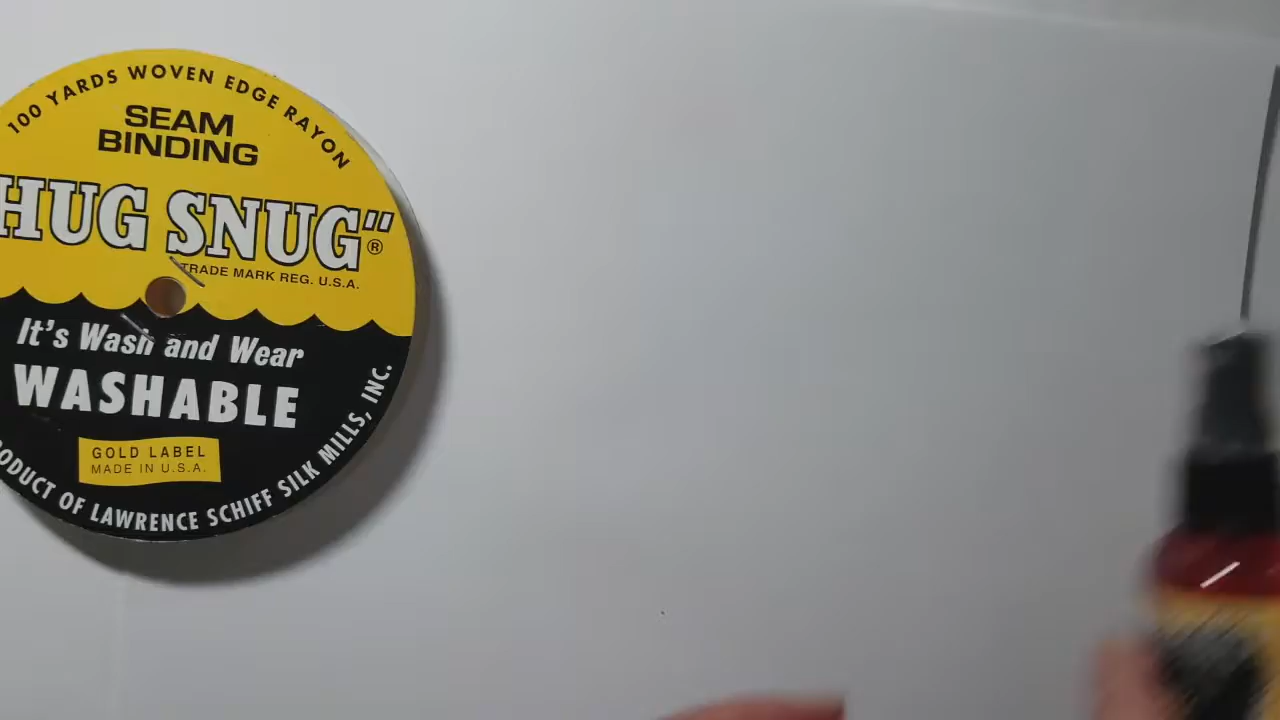 100 YARDS WOVEN EDGE RAYON
SEAM
BINDING
HUG SNUG"®
TRADE MARK REG. U.S.A.
It's Wash and Wear
WASHABLE
GOLD LABEL
MADE IN U.S.A.
ODUCT OF LAWRENCE SCHIFF SILK MILLS, INC.